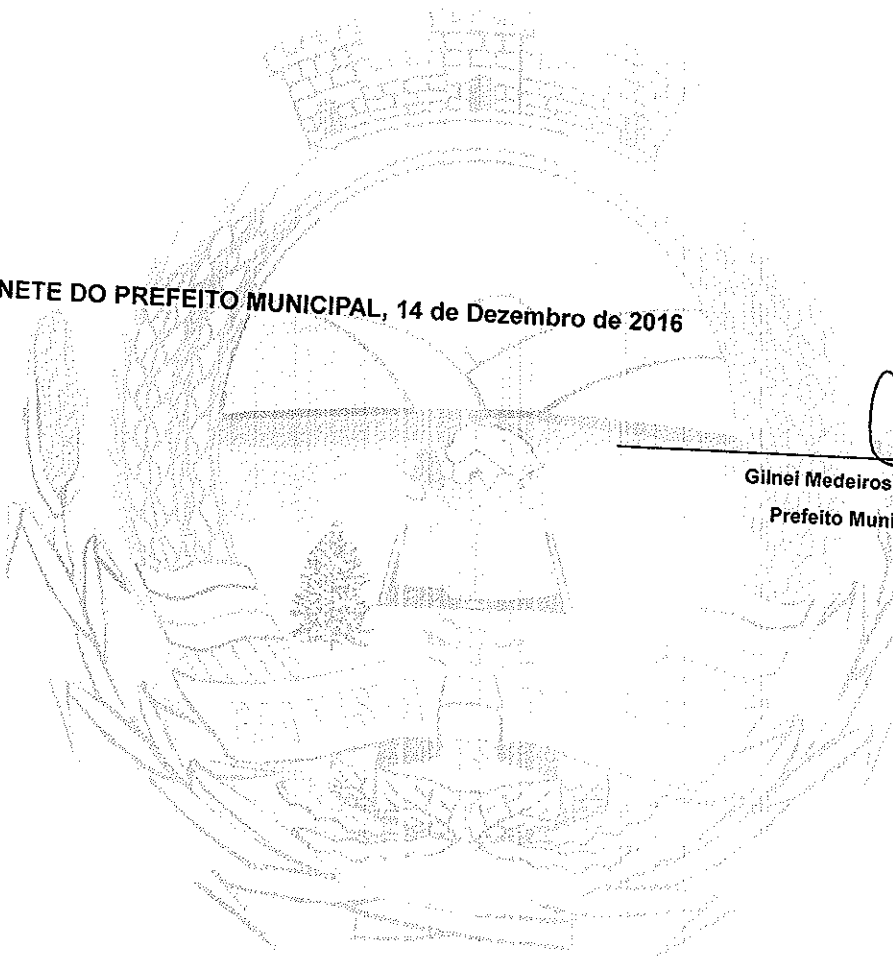 NETE DO PREFEITO MUNICIPAL, 14 de Dezembro de 2016
Gilnei Medeiros
Prefeito Muni